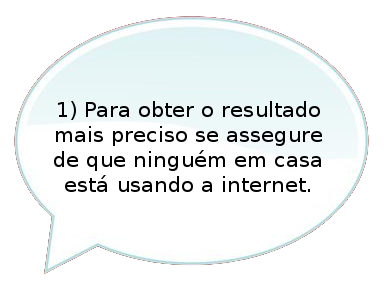 1) Para obter o resultado
mais preciso se assegure
de que ninguém em casa
está usando a internet.